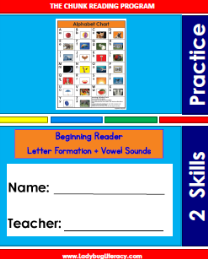 THE CHUNK READING PROGRAM
Alphabet Chart
Practice
2 Skills
Beginning Reader
Letter Formation + Vowel Sounds
Name:
Teacher:
www.LadybugLiteracy.com